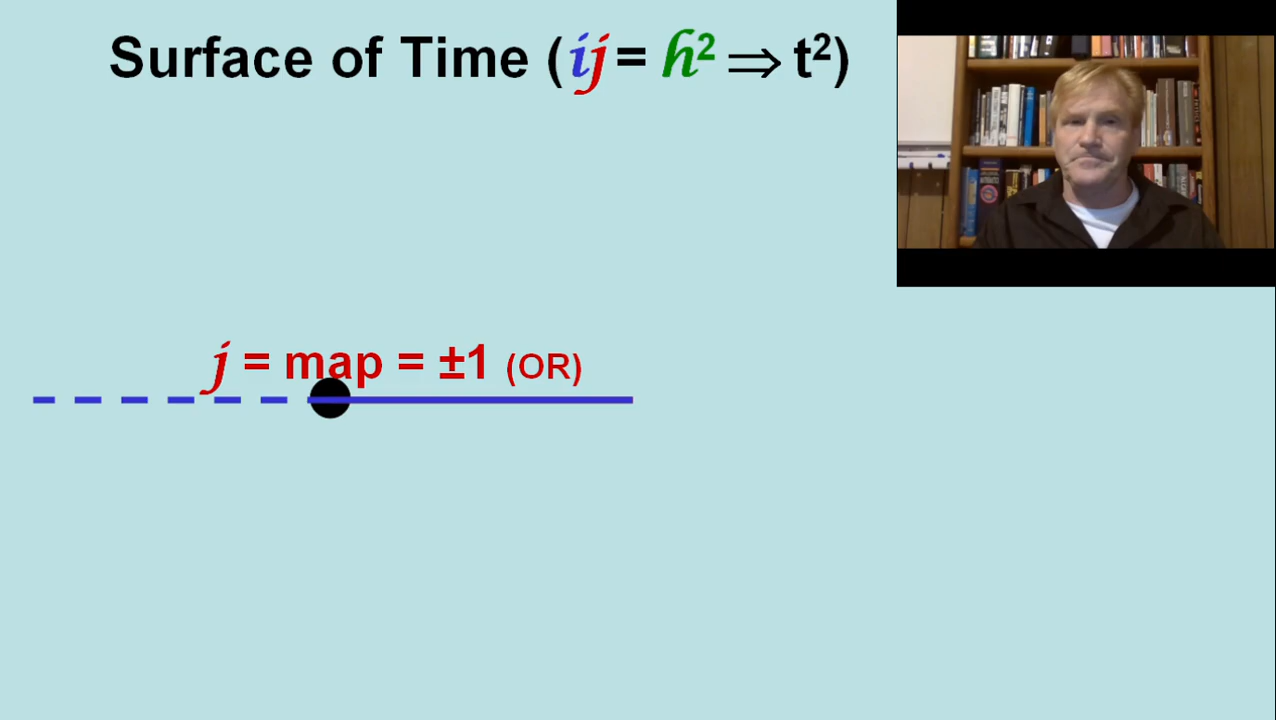 Surface of Time (ij = ℏ² ⇒ t²)
j = map = ±1 (OR)